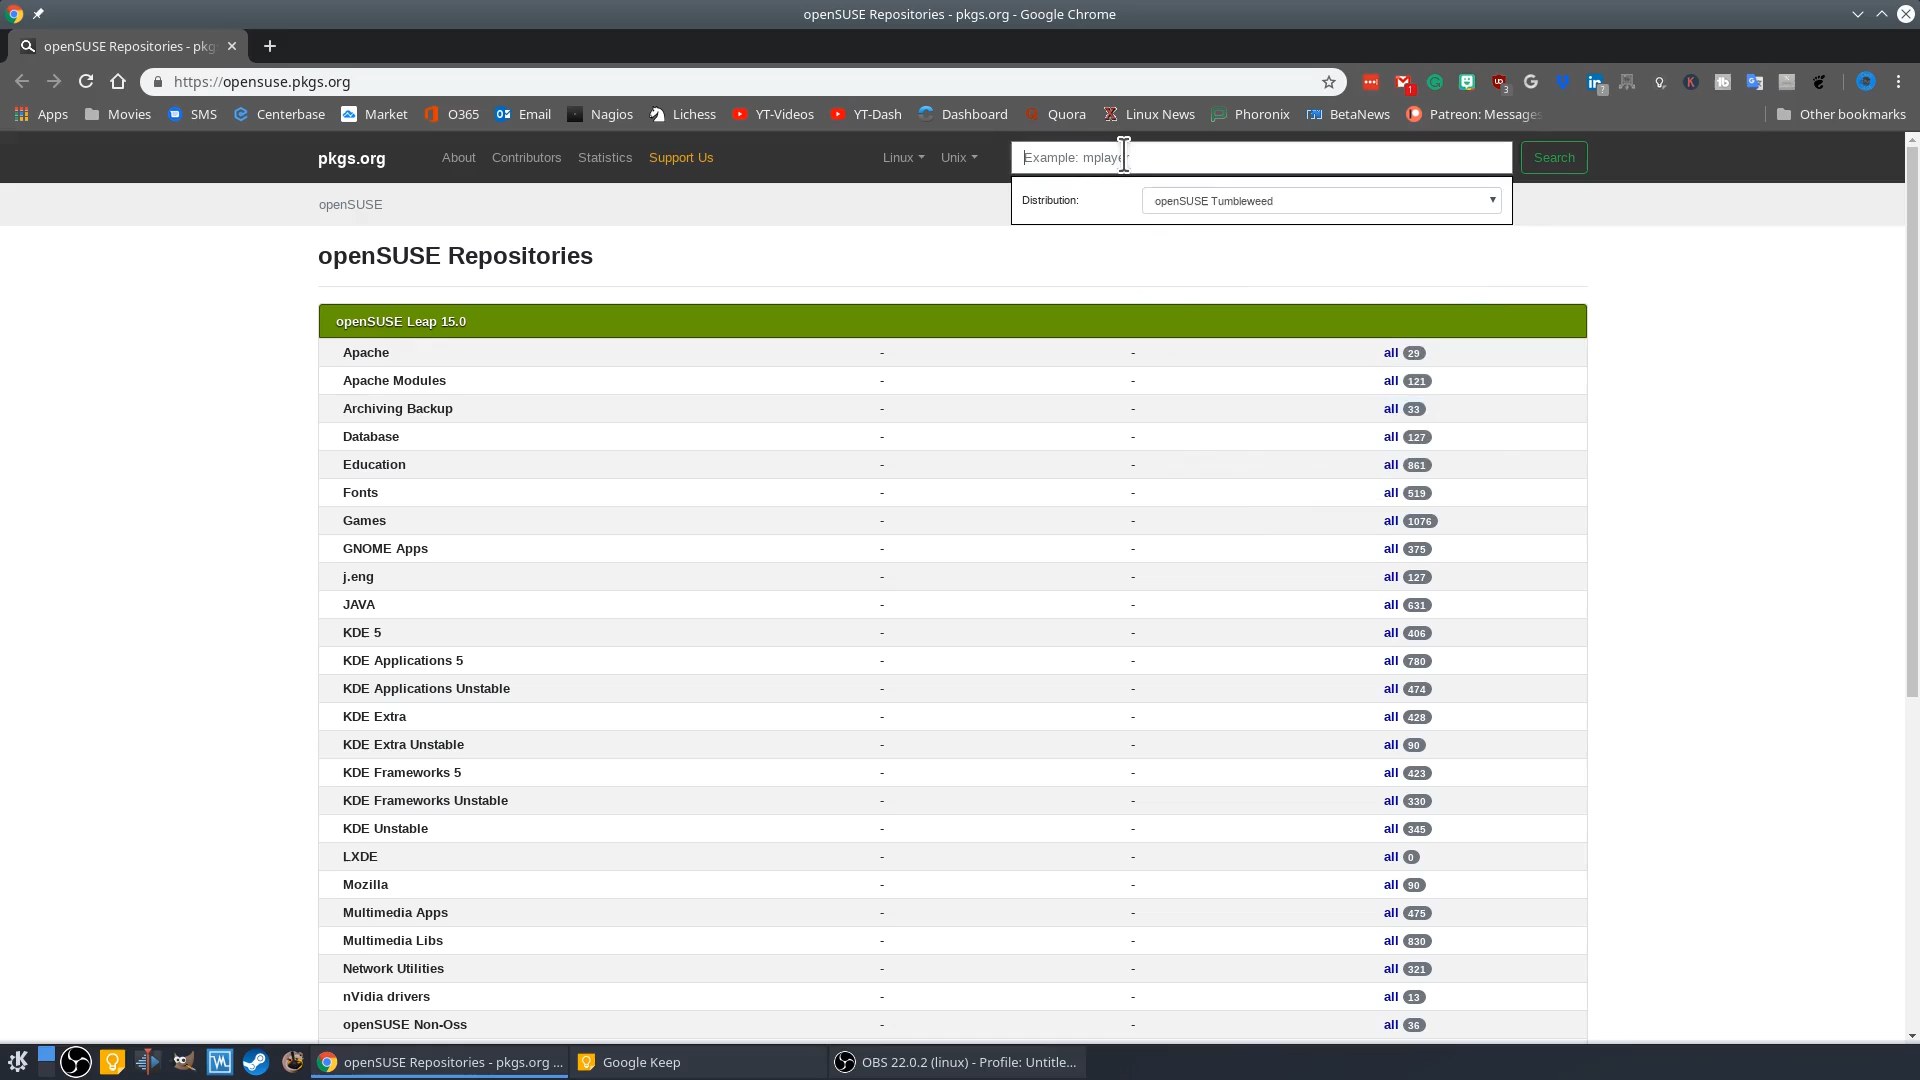 openSUSE Repositories - pkgs.org - Google Chrome
openSUSE Repositories - pkg
https://opensuse.pkgs.org
1
3
?
Apps Movies SMS Centerbase Market O365 Email Nagios Lichess YT-Videos YT-Dash Dashboard Quora Linux News Phoronix BetaNews Patreon: Messages Other bookmarks
pkgs.org About Contributors Statistics Support Us Linux Unix Example: mplayer Search
openSUSE Distribution: openSUSE Tumbleweed
openSUSE Repositories
openSUSE Leap 15.0
Apache - - all 29
Apache Modules - - all 121
Archiving Backup - - all 33
Database - - all 127
Education - - all 861
Fonts - - all 519
Games - - all 1076
GNOME Apps - - all 375
j.eng - - all 127
JAVA - - all 631
KDE 5 - - all 406
KDE Applications 5 - - all 780
KDE Applications Unstable - - all 474
KDE Extra - - all 428
KDE Extra Unstable - - all 90
KDE Frameworks 5 - - all 423
KDE Frameworks Unstable - - all 330
KDE Unstable - - all 345
LXDE - - all 0
Mozilla - - all 90
Multimedia Apps - - all 475
Multimedia Libs - - all 830
Network Utilities - - all 321
nVidia drivers - - all 13
openSUSE Non-Oss - - all 36
openSUSE Repositories - pkgs.org ... Google Keep OBS 22.0.2 (linux) - Profile: Untitle...